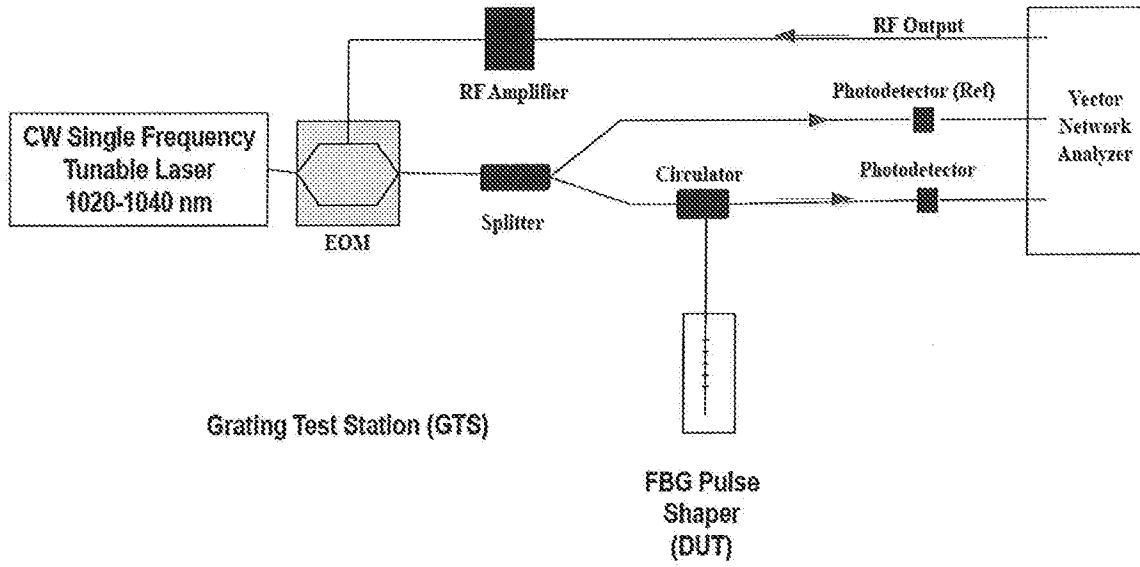 RF Output
RF Amplifier
Photodetector (Ref)
Vector
Network
Analyzer
CW Single Frequency
Tunable Laser
1020-1040 nm
EOM
Splitter
Circulator
Photodetector
Grating Test Station (GTS)
FBG Pulse
Shaper
(DUT)